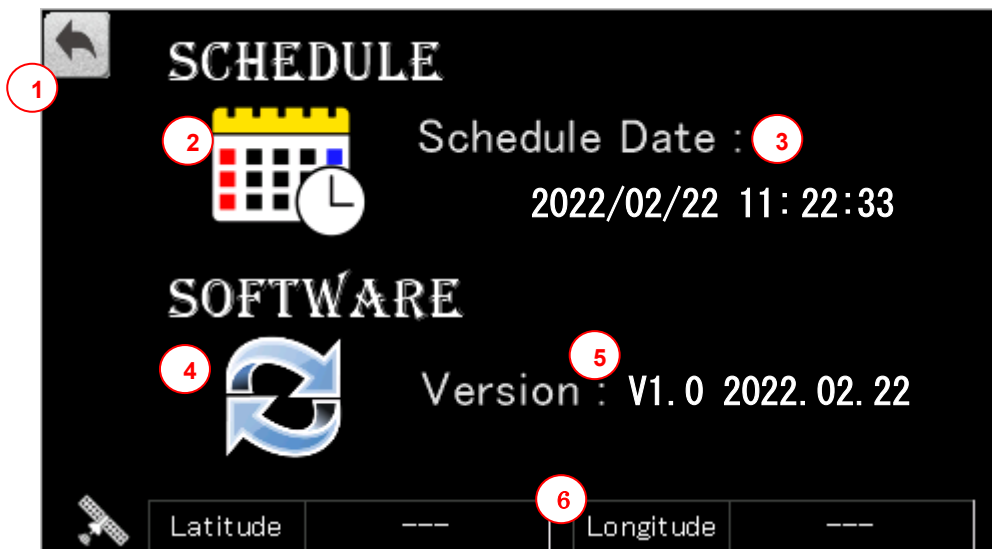 SCHEDULE
1
2
Schedule Date : 3
2022/02/22 11:22:33
SOFTWARE
5
4
Version : V1.0 2022.02.22
6
Latitude --- Longitude ---